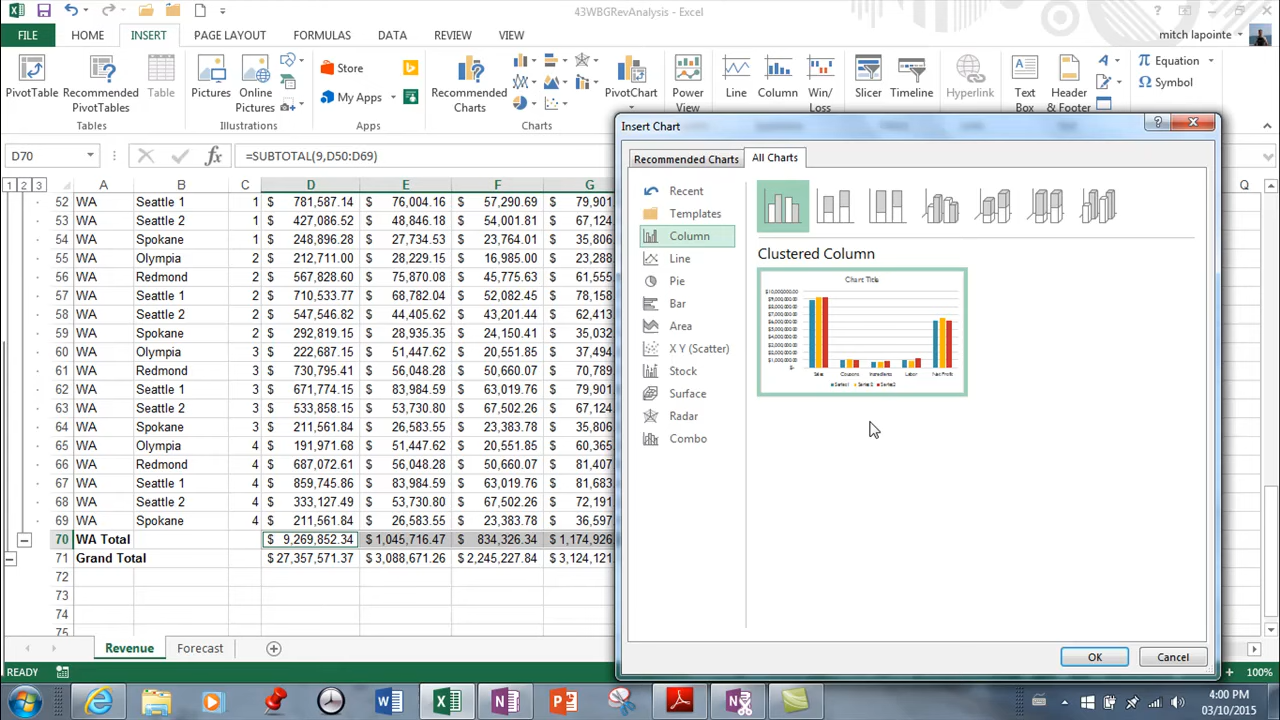 43WBGRevAnalysis - Excel
FILE HOME INSERT PAGE LAYOUT FORMULAS DATA REVIEW VIEW mitch lapointe
PivotTable Recommended PivotTables Table Pictures Online Pictures Store My Apps Recommended Charts PivotChart Power View Line Column Win/Loss Slicer Timeline Hyperlink Text Box Header & Footer Equation Symbol
Tables Illustrations Apps Charts
D70 =SUBTOTAL(9,D50:D69)
Insert Chart
Recommended Charts All Charts
Recent
Templates
Column
Line
Pie
Bar
Area
X Y (Scatter)
Stock
Surface
Radar
Combo
Clustered Column
Chart Title
Sales Coupons Ingredients Labor Net Profit
Series1 Series2 Series3
OK Cancel
1 2 3 A B C D E F G Q
52 WA Seattle 1 1 $ 781,587.14 $ 76,004.16 $ 57,290.69 $ 79,901
53 WA Seattle 2 1 $ 427,086.52 $ 48,846.18 $ 54,001.81 $ 67,124
54 WA Spokane 1 $ 248,896.28 $ 27,734.53 $ 23,764.01 $ 35,806
55 WA Olympia 2 $ 212,711.00 $ 28,229.15 $ 16,985.00 $ 23,288
56 WA Redmond 2 $ 567,828.60 $ 75,870.08 $ 45,775.63 $ 61,555
57 WA Seattle 1 2 $ 710,533.77 $ 68,782.04 $ 52,082.45 $ 78,158
58 WA Seattle 2 2 $ 547,546.82 $ 44,405.62 $ 43,201.44 $ 62,413
59 WA Spokane 2 $ 292,819.15 $ 28,935.35 $ 24,150.41 $ 35,032
60 WA Olympia 3 $ 222,687.15 $ 51,447.62 $ 20,551.85 $ 37,494
61 WA Redmond 3 $ 730,795.41 $ 56,048.28 $ 50,660.07 $ 70,787
62 WA Seattle 1 3 $ 671,774.15 $ 83,984.59 $ 63,019.76 $ 79,901
63 WA Seattle 2 3 $ 533,858.15 $ 53,730.80 $ 67,502.26 $ 67,124
64 WA Spokane 3 $ 211,561.84 $ 26,583.55 $ 23,383.78 $ 35,806
65 WA Olympia 4 $ 191,971.68 $ 51,447.62 $ 20,551.85 $ 60,365
66 WA Redmond 4 $ 687,072.61 $ 56,048.28 $ 50,660.07 $ 81,407
67 WA Seattle 1 4 $ 859,745.86 $ 83,984.59 $ 63,019.76 $ 81,683
68 WA Seattle 2 4 $ 333,127.49 $ 53,730.80 $ 67,502.26 $ 72,191
69 WA Spokane 4 $ 211,561.84 $ 26,583.55 $ 23,383.78 $ 36,597
70 WA Total $ 9,269,852.34 $ 1,045,716.47 $ 834,326.34 $ 1,174,926
71 Grand Total $ 27,357,571.37 $ 3,088,671.26 $ 2,245,227.84 $ 3,124,121
72
73
74
75
Revenue Forecast
READY 100%
4:00 PM
03/10/2015